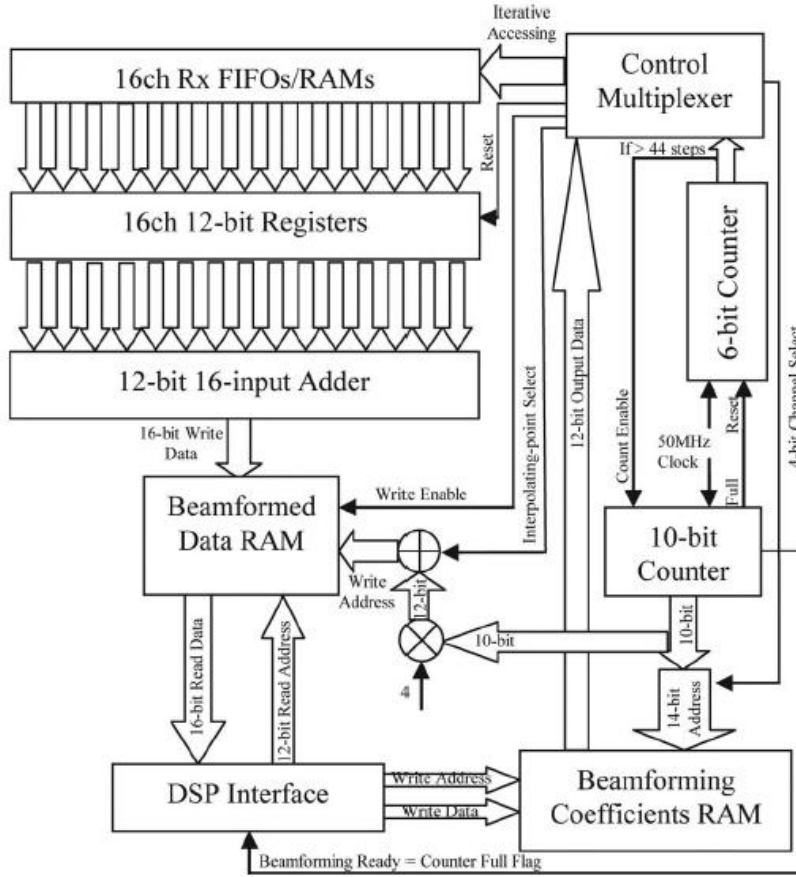 Iterative
Accessing
16ch Rx FIFOs/RAMs
Control
Multiplexer
Reset
If > 44 steps
16ch 12-bit Registers
6-bit Counter
12-bit 16-input Adder
12-bit Output Data
Interpolating-point Select
Count Enable
50MHz
Clock
Reset
Full
4-bit Channel Select
16-bit Write
Data
Beamformed
Data RAM
Write Enable
Write
Address
12-bit
10-bit
Counter
10-bit
10-bit
16-bit Read Data
12-bit Read Address
14-bit
Address
DSP Interface
Write Address
Write Data
Beamforming
Coefficients RAM
Beamforming Ready = Counter Full Flag